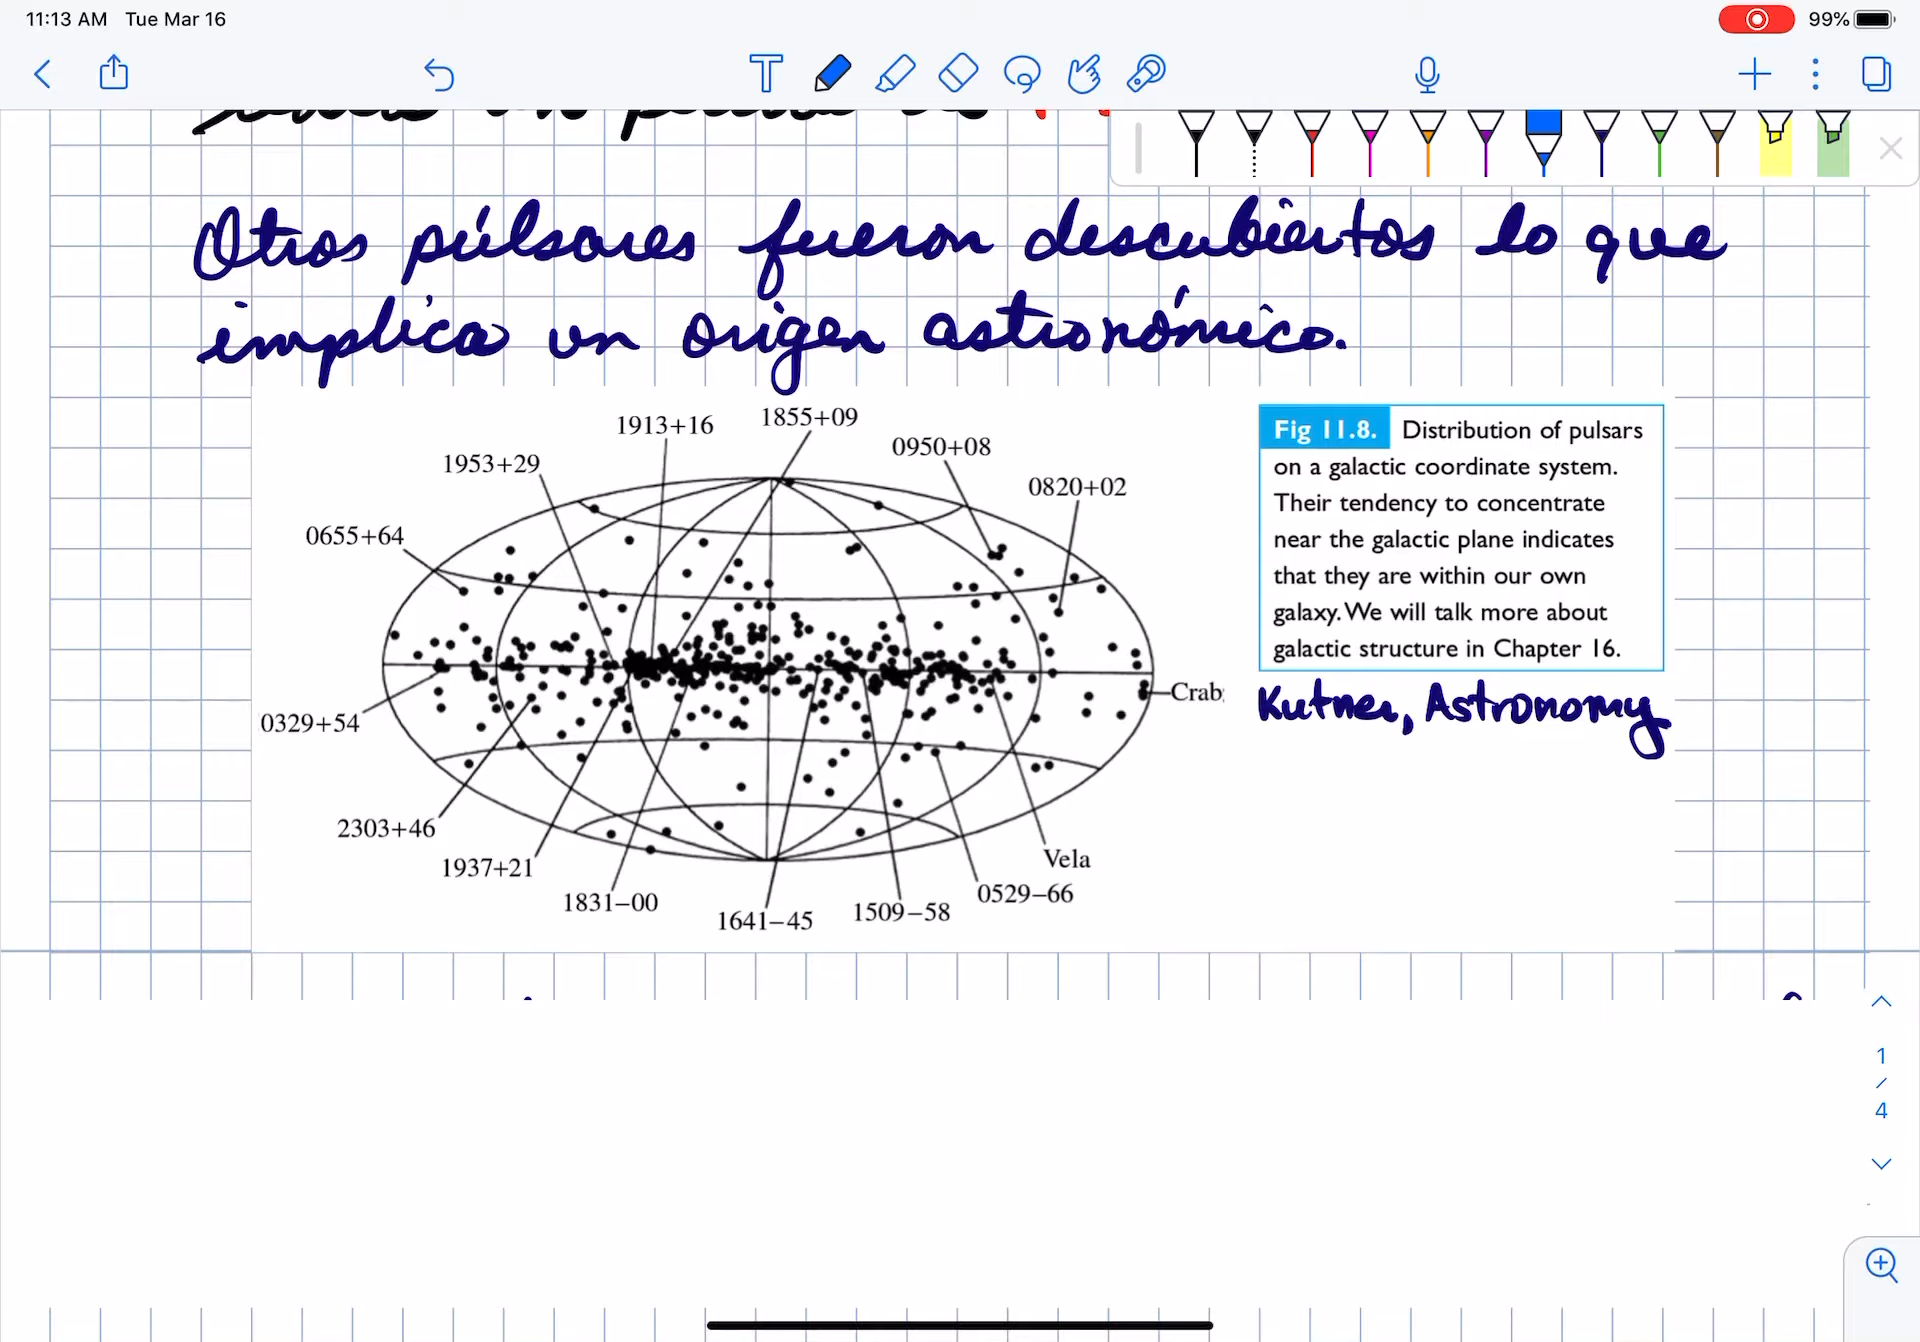 11:13 AM Tue Mar 16
99%
Otros púlsares fueron descubiertos lo que
implica un origen astronómico.
1913+16
1855+09
0950+08
1953+29
0820+02
0655+64
0329+54
Crab
2303+46
1937+21
1831–00
1641–45
1509–58
0529–66
Vela
Fig 11.8. Distribution of pulsars
on a galactic coordinate system.
Their tendency to concentrate
near the galactic plane indicates
that they are within our own
galaxy. We will talk more about
galactic structure in Chapter 16.
Kutner, Astronomy
1
/
4